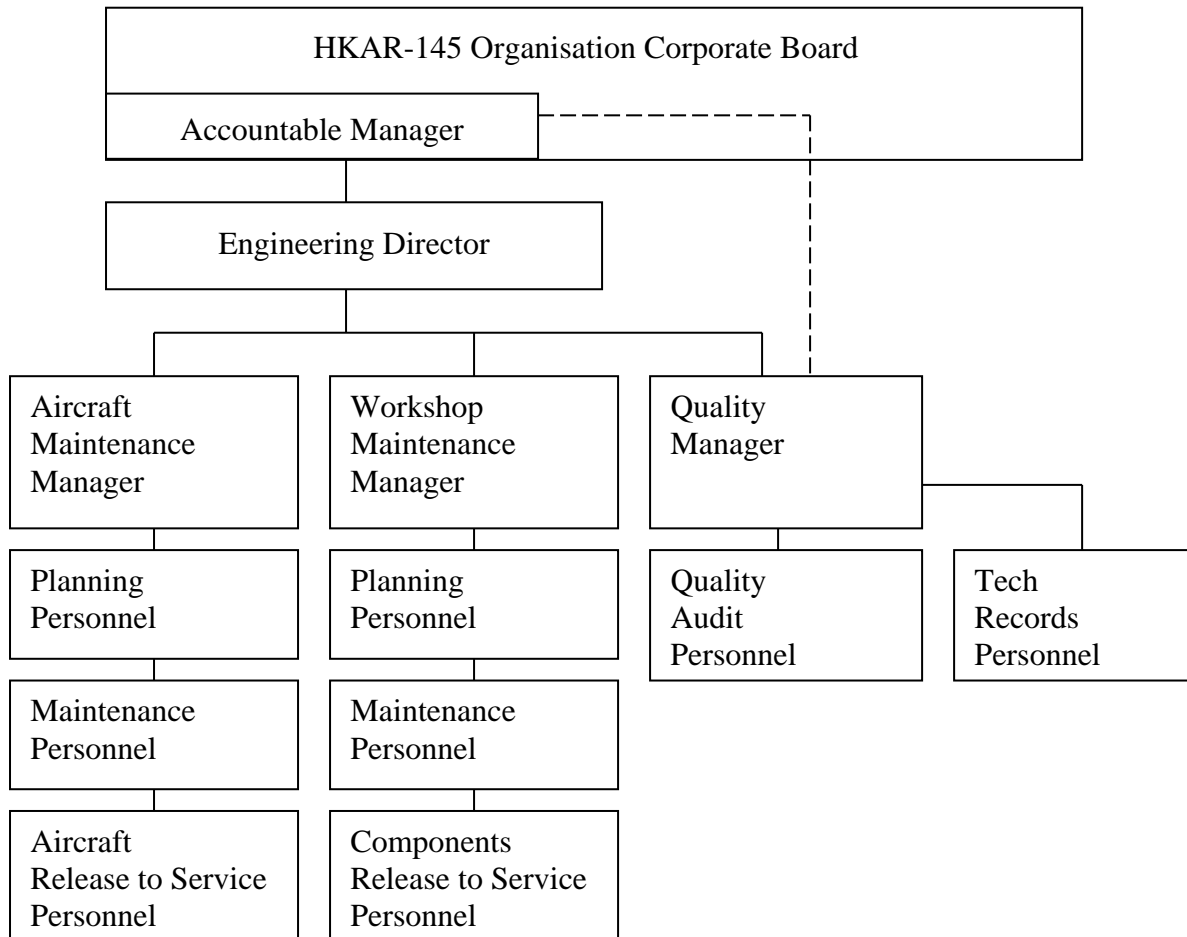 HKAR-145 Organisation Corporate Board
Accountable Manager
Engineering Director
Aircraft
Maintenance
Manager
Workshop
Maintenance
Manager
Quality
Manager
Planning
Personnel
Planning
Personnel
Quality
Audit
Personnel
Tech
Records
Personnel
Maintenance
Personnel
Maintenance
Personnel
Aircraft
Release to Service
Personnel
Components
Release to Service
Personnel